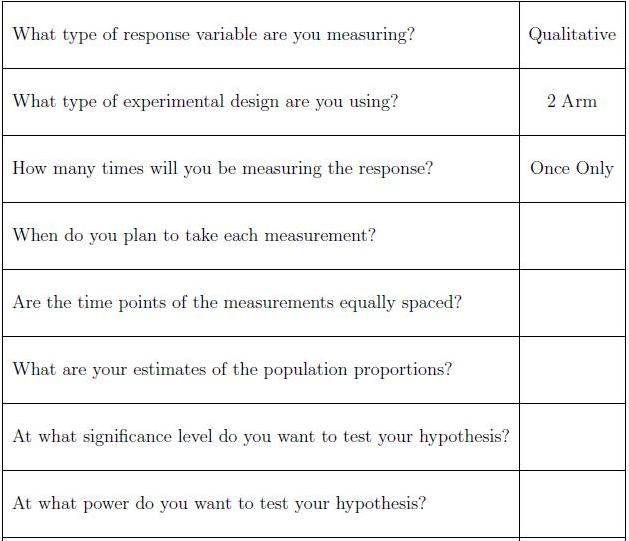 What type of response variable are you measuring? Qualitative
What type of experimental design are you using? 2 Arm
How many times will you be measuring the response? Once Only
When do you plan to take each measurement?
Are the time points of the measurements equally spaced?
What are your estimates of the population proportions?
At what significance level do you want to test your hypothesis?
At what power do you want to test your hypothesis?